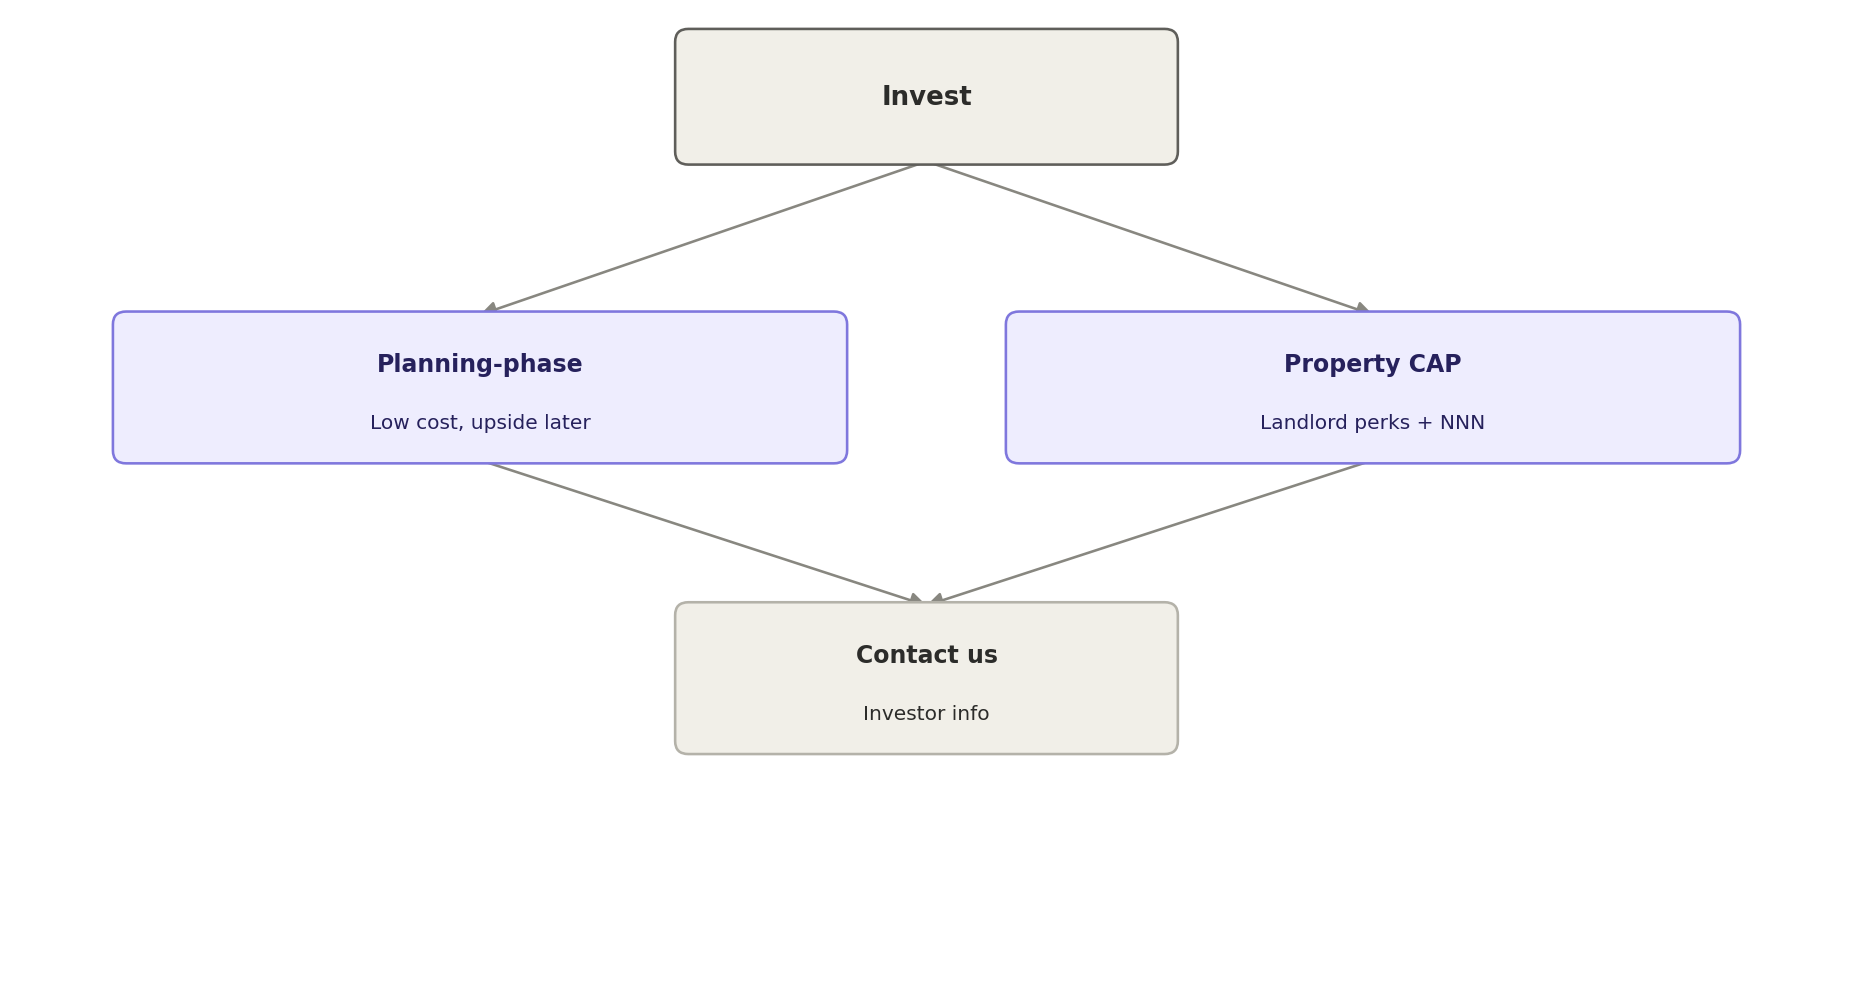 Invest
Planning-phase
Low cost, upside later
Property CAP
Landlord perks + NNN
Contact us
Investor info